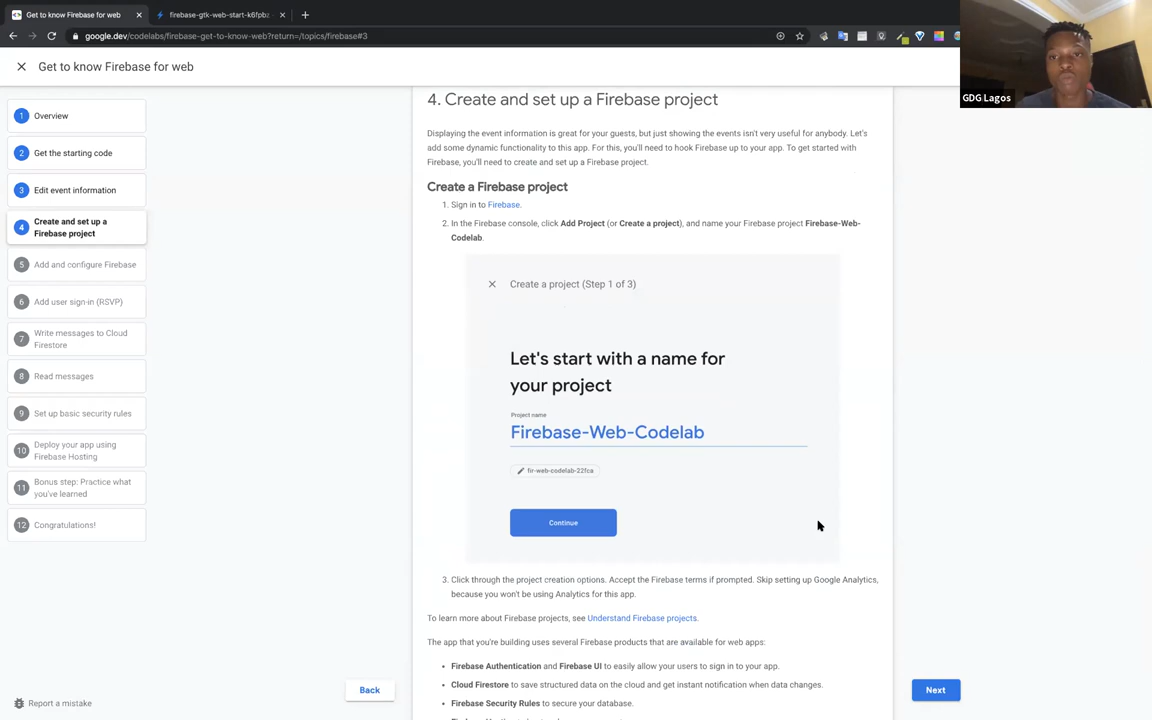 Get to know Firebase for web
firebase-gtk-web-start-k6fpbz
google.dev/codelabs/firebase-get-to-know-web?return=/topics/firebase#3
GDG Lagos
Get to know Firebase for web
1 Overview
2 Get the starting code
3 Edit event information
4 Create and set up a
Firebase project
5 Add and configure Firebase
6 Add user sign-in (RSVP)
7 Write messages to Cloud
Firestore
8 Read messages
9 Set up basic security rules
10 Deploy your app using
Firebase Hosting
11 Bonus step: Practice what
you've learned
12 Congratulations!
Report a mistake
4. Create and set up a Firebase project
Displaying the event information is great for your guests, but just showing the events isn't very useful for anybody. Let's
add some dynamic functionality to this app. For this, you'll need to hook Firebase up to your app. To get started with
Firebase, you'll need to create and set up a Firebase project.
Create a Firebase project
1. Sign in to Firebase.
2. In the Firebase console, click Add Project (or Create a project), and name your Firebase project Firebase-Web-
Codelab.
Create a project (Step 1 of 3)
Let's start with a name for
your project
Project name
Firebase-Web-Codelab
fir-web-codelab-22fca
Continue
3. Click through the project creation options. Accept the Firebase terms if prompted. Skip setting up Google Analytics,
because you won't be using Analytics for this app.
To learn more about Firebase projects, see Understand Firebase projects.
The app that you're building uses several Firebase products that are available for web apps:
• Firebase Authentication and Firebase UI to easily allow your users to sign in to your app.
• Cloud Firestore to save structured data on the cloud and get instant notification when data changes.
• Firebase Security Rules to secure your database.
Back
Next